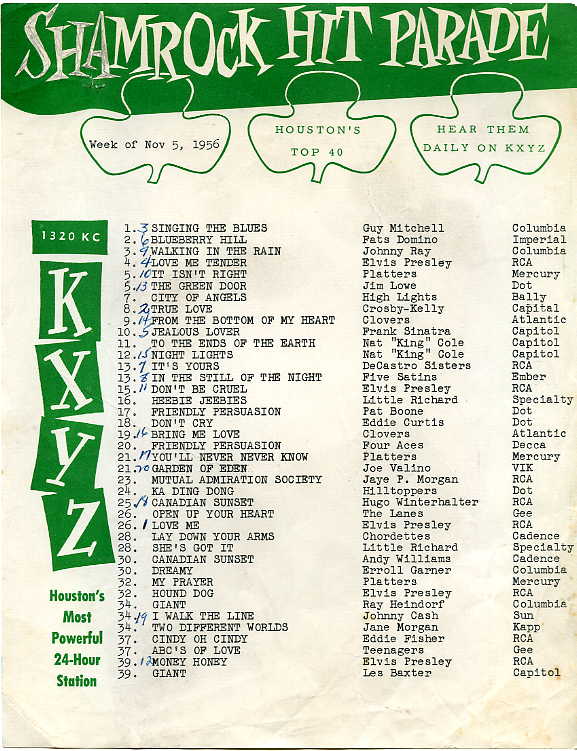 SHAMROCK HIT PARADE
Week of Nov 5, 1956
HOUSTON'S
TOP 40
HEAR THEM
DAILY ON KXYZ
1320 KC
KXYZ
Houston's
Most
Powerful
24-Hour
Station
1. 3 SINGING THE BLUES Guy Mitchell Columbia
2. 6 BLUEBERRY HILL Fats Domino Imperial
3. 9 WALKING IN THE RAIN Johnny Ray Columbia
4. 4 LOVE ME TENDER Elvis Presley RCA
5. 10 IT ISN'T RIGHT Platters Mercury
5. 13 THE GREEN DOOR Jim Lowe Dot
7. CITY OF ANGELS High Lights Bally
8. 2 TRUE LOVE Crosby-Kelly Capital
9. 14 FROM THE BOTTOM OF MY HEART Clovers Atlantic
10. 5 JEALOUS LOVER Frank Sinatra Capitol
11. TO THE ENDS OF THE EARTH Nat "King" Cole Capitol
12. 15 NIGHT LIGHTS Nat "King" Cole Capitol
13. 7 IT'S YOURS DeCastro Sisters RCA
13. 8 IN THE STILL OF THE NIGHT Five Satins Ember
15. 11 DON'T BE CRUEL Elvis Presley RCA
16. HEEBIE JEEBIES Little Richard Specialty
17. FRIENDLY PERSUASION Pat Boone Dot
18. DON'T CRY Eddie Curtis Dot
19. 16 BRING ME LOVE Clovers Atlantic
20. FRIENDLY PERSUASION Four Aces Decca
21. 17 YOU'LL NEVER NEVER KNOW Platters Mercury
21. 20 GARDEN OF EDEN Joe Valino VIK
23. MUTUAL ADMIRATION SOCIETY Jaye P. Morgan RCA
24. KA DING DONG Hilltoppers Dot
25. 18 CANADIAN SUNSET Hugo Winterhalter RCA
26. OPEN UP YOUR HEART The Lanes Gee
26. 1 LOVE ME Elvis Presley RCA
28. LAY DOWN YOUR ARMS Chordettes Cadence
28. SHE'S GOT IT Little Richard Specialty
30. CANADIAN SUNSET Andy Williams Cadence
30. DREAMY Erroll Garner Columbia
32. MY PRAYER Platters Mercury
32. HOUND DOG Elvis Presley RCA
34. GIANT Ray Heindorf Columbia
34. 19 I WALK THE LINE Johnny Cash Sun
34. TWO DIFFERENT WORLDS Jane Morgan Kapp
37. CINDY OH CINDY Eddie Fisher RCA
37. ABC'S OF LOVE Teenagers Gee
39. 12 MONEY HONEY Elvis Presley RCA
39. GIANT Les Baxter Capitol